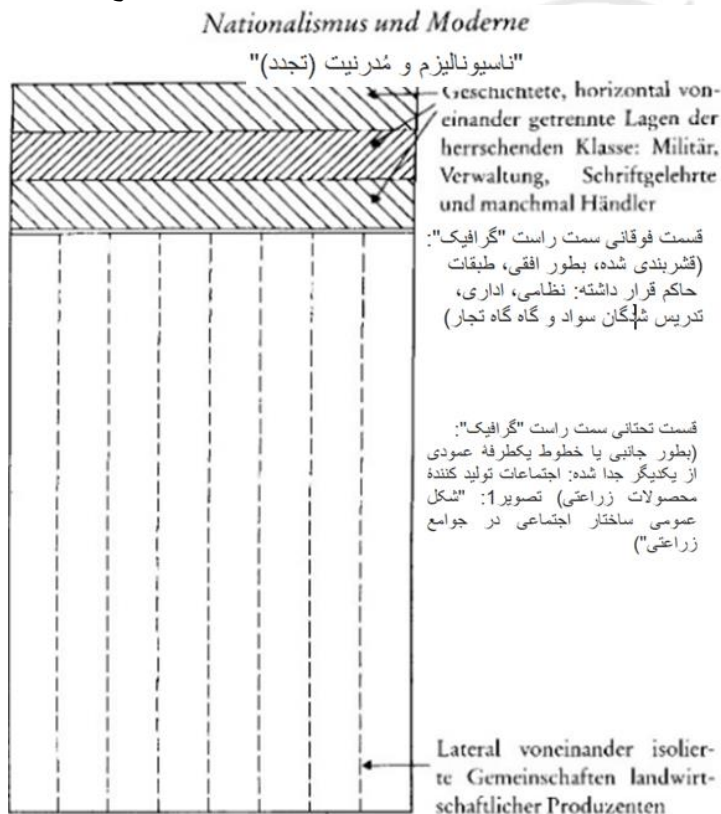 Nationalismus und Moderne
"ناسیونالیزم و مُدرنیت (تجدد)"
Geschichtete, horizontal von-
einander getrennte Lagen der
herrschenden Klasse: Militär,
Verwaltung, Schriftgelehrte
und manchmal Händler
قسمت فوقانی سمت راست "گرافیک":
(قشربندی شده، بطور افقی، طبقات
حاکم قرار داشته: نظامی، اداری،
تدریس شدگان سواد و گاه گاه تجار)
قسمت تحتانی سمت راست "گرافیک":
(بطور جانبی یا خطوط یکطرفۀ عمودی
از یکدیگر جدا شده: اجتماعات تولید کنندۀ
محصولات زراعتی) تصویر1: "شکل
عمومی ساختار اجتماعی در جوامع
زراعتی")
Lateral voneinander isolier-
te Gemeinschaften landwirt-
schaftlicher Produzenten